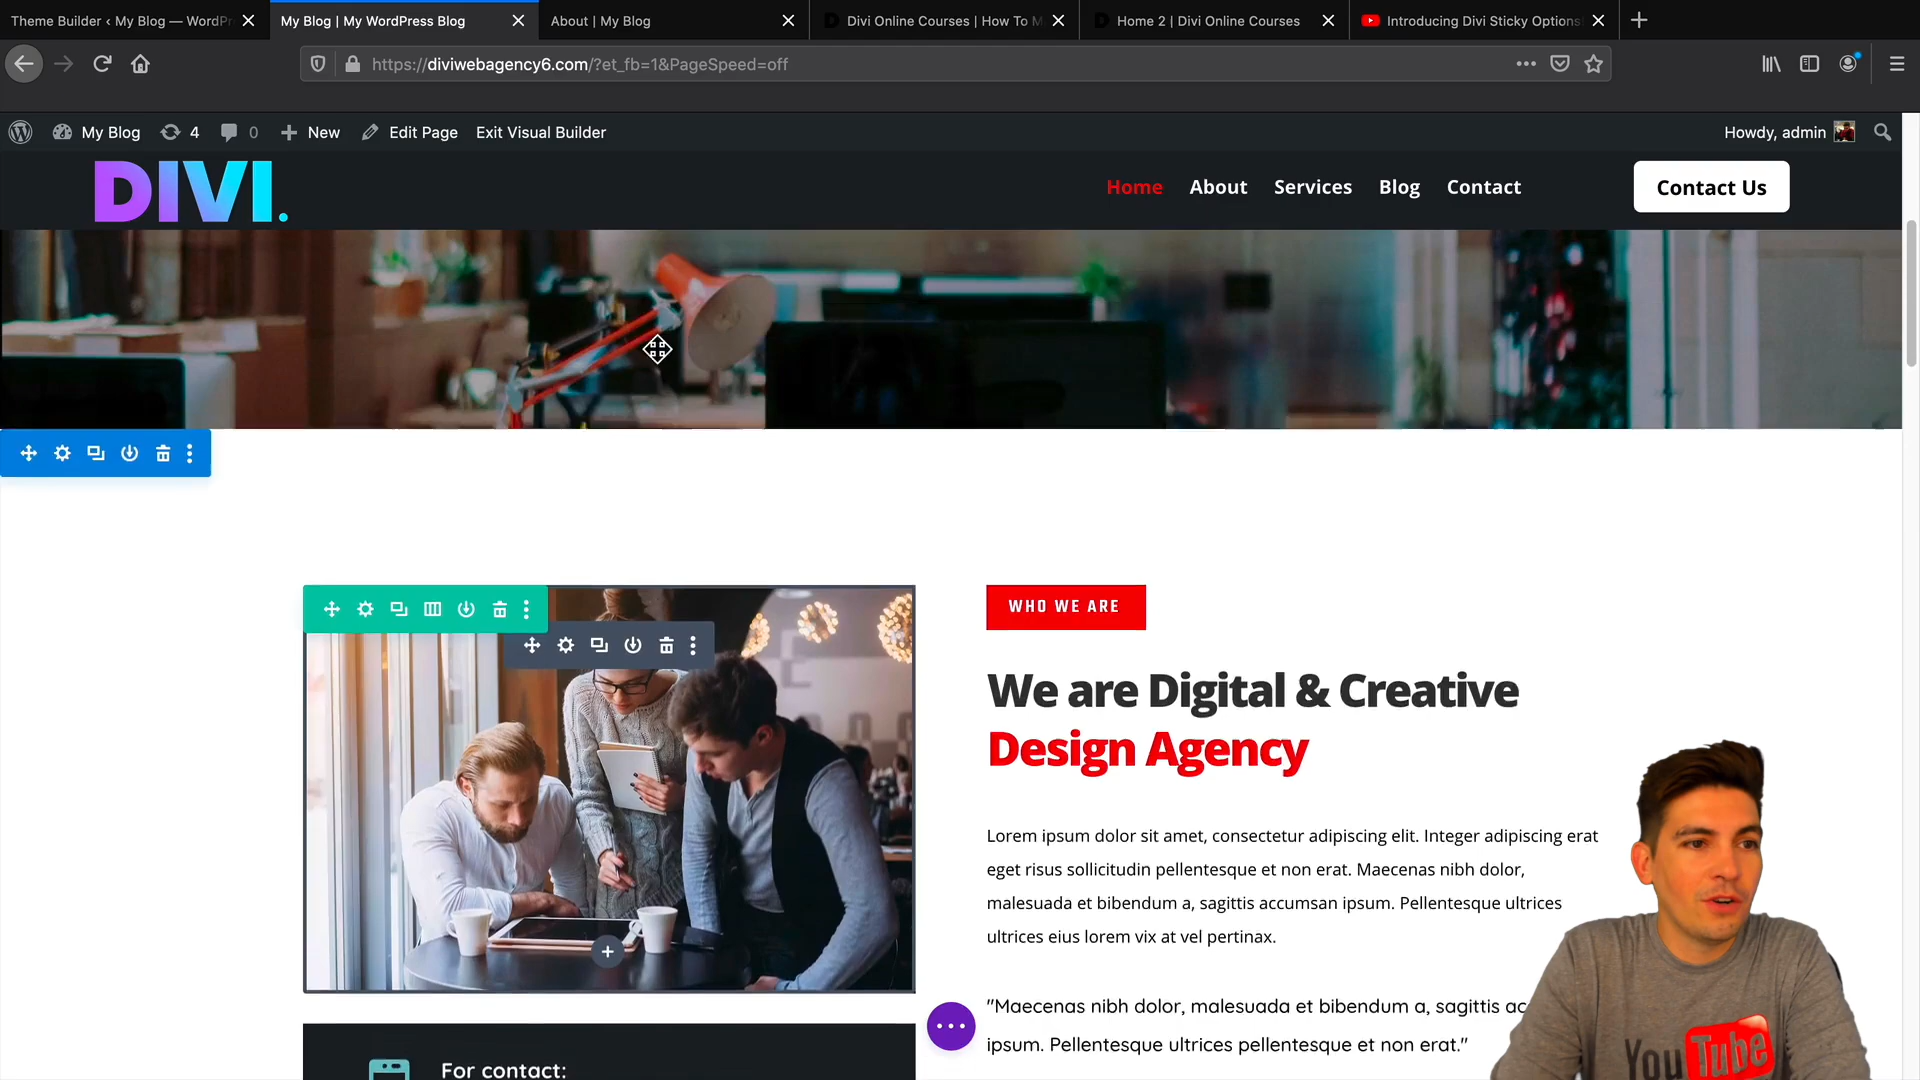 Theme Builder ‹ My Blog — WordPr
My Blog | My WordPress Blog
About | My Blog
Divi Online Courses | How To M
Home 2 | Divi Online Courses
Introducing Divi Sticky Options
https://diviwebagency6.com/?et_fb=1&PageSpeed=off
My Blog 4 0 New Edit Page Exit Visual Builder Howdy, admin
DIVI.
Home About Services Blog Contact
Contact Us
WHO WE ARE
We are Digital & Creative
Design Agency
Lorem ipsum dolor sit amet, consectetur adipiscing elit. Integer adipiscing erat
eget risus sollicitudin pellentesque et non erat. Maecenas nibh dolor,
malesuada et bibendum a, sagittis accumsan ipsum. Pellentesque ultrices
ultrices eius lorem vix at vel pertinax.
"Maecenas nibh dolor, malesuada et bibendum a, sagittis ac
ipsum. Pellentesque ultrices pellentesque et non erat."
For contact:
YouTube